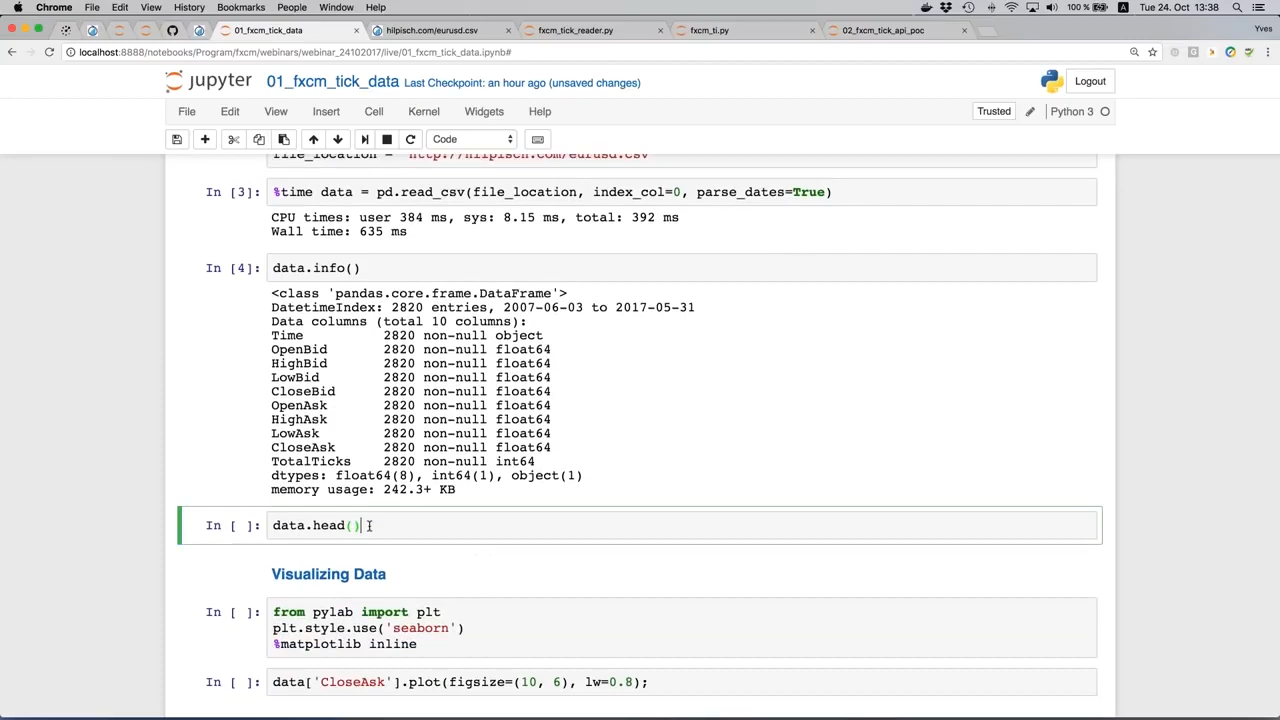 Chrome File Edit View History Bookmarks People Window Help 100 % Tue 24. Oct 13:38
01_fxcm_tick_data hilpisch.com/eurusd.csv fxcm_tick_reader.py fxcm_ti.py 02_fxcm_tick_api_poc Yves
localhost:8888/notebooks/Program/fxcm/webinars/webinar_24102017/live/01_fxcm_tick_data.ipynb#
jupyter 01_fxcm_tick_data Last Checkpoint: an hour ago (unsaved changes) Logout
File Edit View Insert Cell Kernel Widgets Help Trusted Python 3
Code
file_location = 'http://hilpisch.com/eurusd.csv'
In [3]: %time data = pd.read_csv(file_location, index_col=0, parse_dates=True)
CPU times: user 384 ms, sys: 8.15 ms, total: 392 ms
Wall time: 635 ms
In [4]: data.info()
<class 'pandas.core.frame.DataFrame'>
DatetimeIndex: 2820 entries, 2007-06-03 to 2017-05-31
Data columns (total 10 columns):
Time 2820 non-null object
OpenBid 2820 non-null float64
HighBid 2820 non-null float64
LowBid 2820 non-null float64
CloseBid 2820 non-null float64
OpenAsk 2820 non-null float64
HighAsk 2820 non-null float64
LowAsk 2820 non-null float64
CloseAsk 2820 non-null float64
TotalTicks 2820 non-null int64
dtypes: float64(8), int64(1), object(1)
memory usage: 242.3+ KB
In [ ]: data.head()
Visualizing Data
In [ ]: from pylab import plt
plt.style.use('seaborn')
%matplotlib inline
In [ ]: data['CloseAsk'].plot(figsize=(10, 6), lw=0.8);